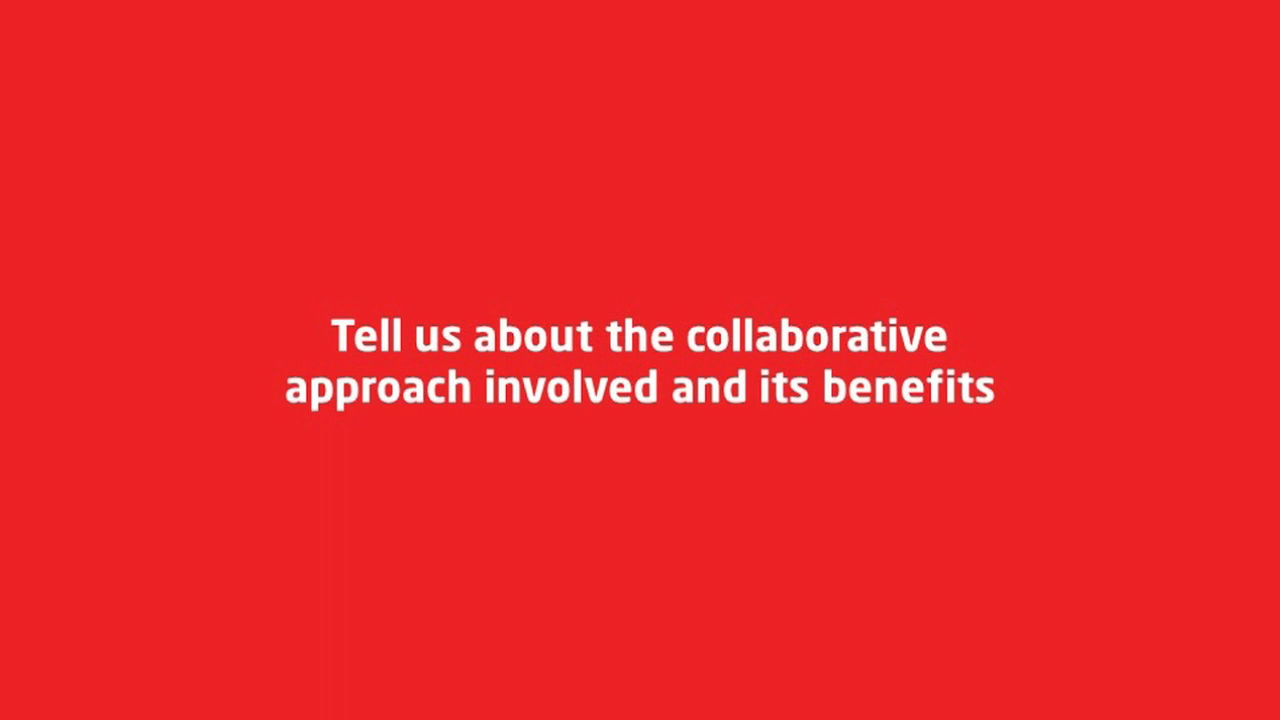 Tell us about the collaborative
approach involved and its benefits